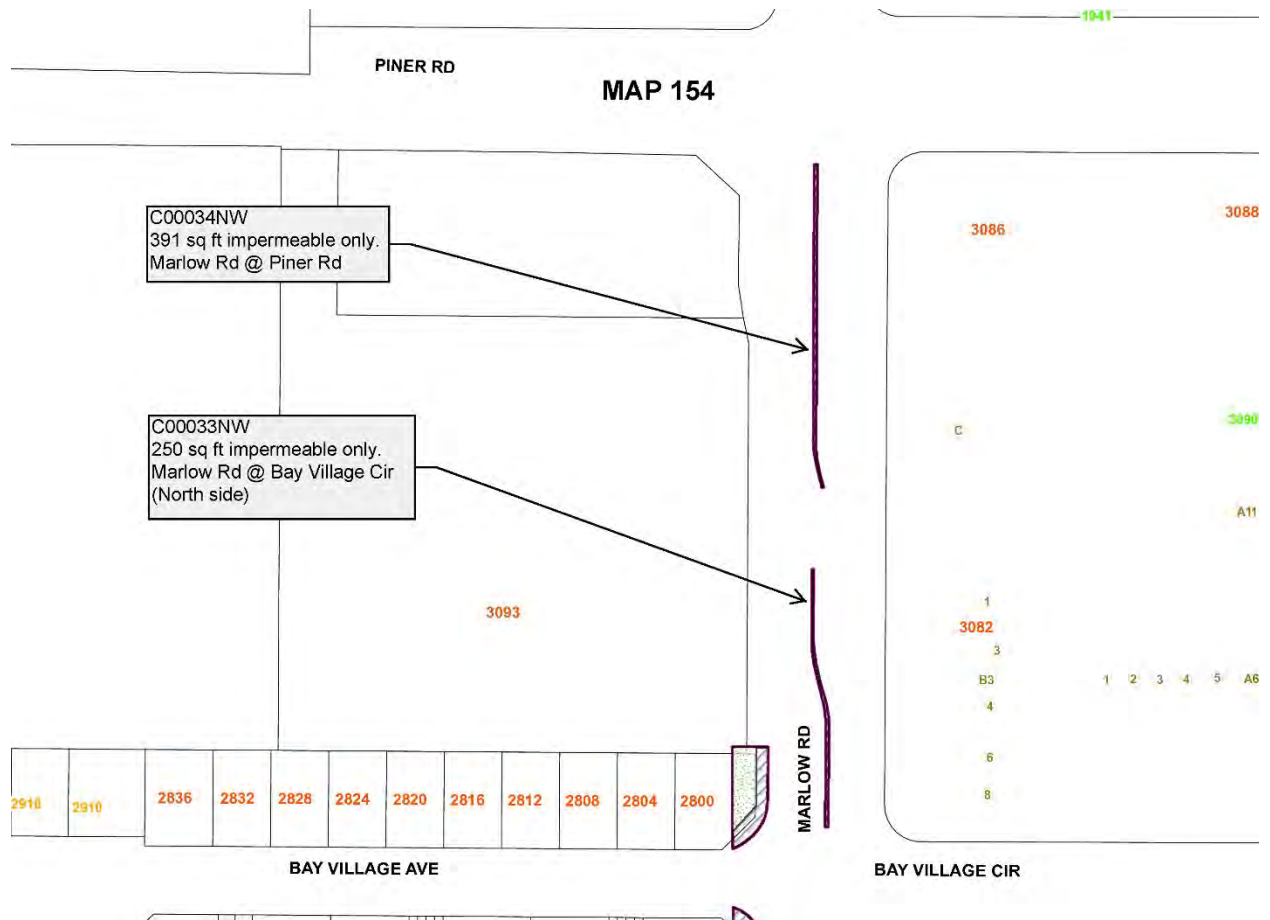 1941
PINER RD
MAP 154
C00034NW
391 sq ft impermeable only.
Marlow Rd @ Piner Rd
3088
3086
C00033NW
250 sq ft impermeable only.
Marlow Rd @ Bay Village Cir
(North side)
3090
C
A11
1
3093
3082
3
B3
1 2 3 4 5 A6
4
6
MARLOW RD
8
2910
2836 2832 2828 2824 2820 2816 2812 2808 2804 2800
BAY VILLAGE AVE
BAY VILLAGE CIR